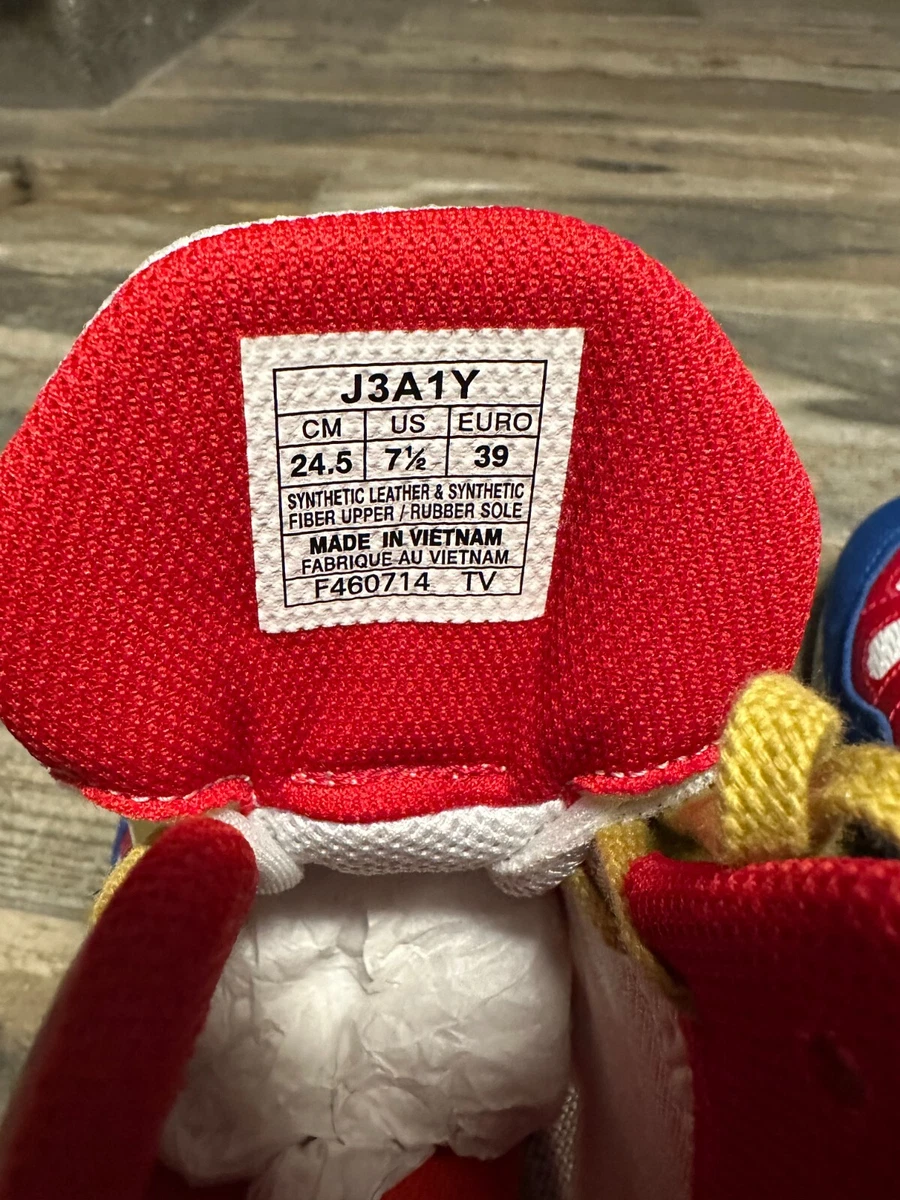 J3A1Y
CM US EURO
24.5 7½ 39
SYNTHETIC LEATHER & SYNTHETIC
FIBER UPPER / RUBBER SOLE
MADE IN VIETNAM
FABRIQUE AU VIETNAM
F460714 TV